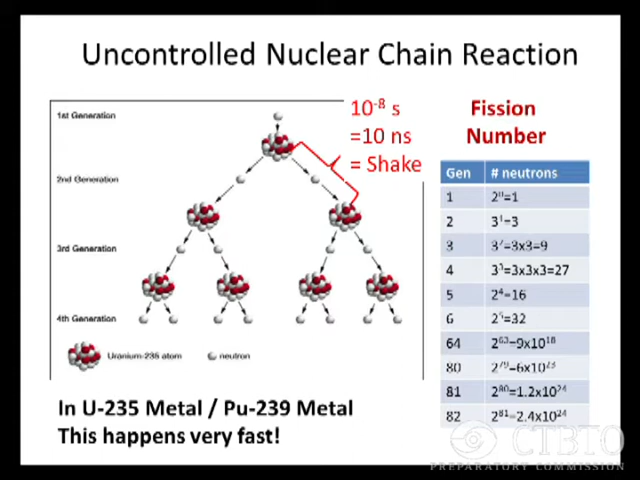 Uncontrolled Nuclear Chain Reaction
1st Generation
2nd Generation
3rd Generation
4th Generation
Uranium-235 atom
neutron
10⁻⁸ s
=10 ns
= Shake
Fission
Number
Gen # neutrons
1 2⁰=1
2 3¹=3
3 3²=3x3=9
4 3³=3x3x3=27
5 2⁴=16
6 2⁵=32
64 2⁶³=9x10¹⁸
80 2⁷⁹=6x10²³
81 2⁸⁰=1.2x10²⁴
82 2⁸¹=2.4x10²⁴
In U-235 Metal / Pu-239 Metal
This happens very fast!
CTBTO
PREPARATORY COMMISSION